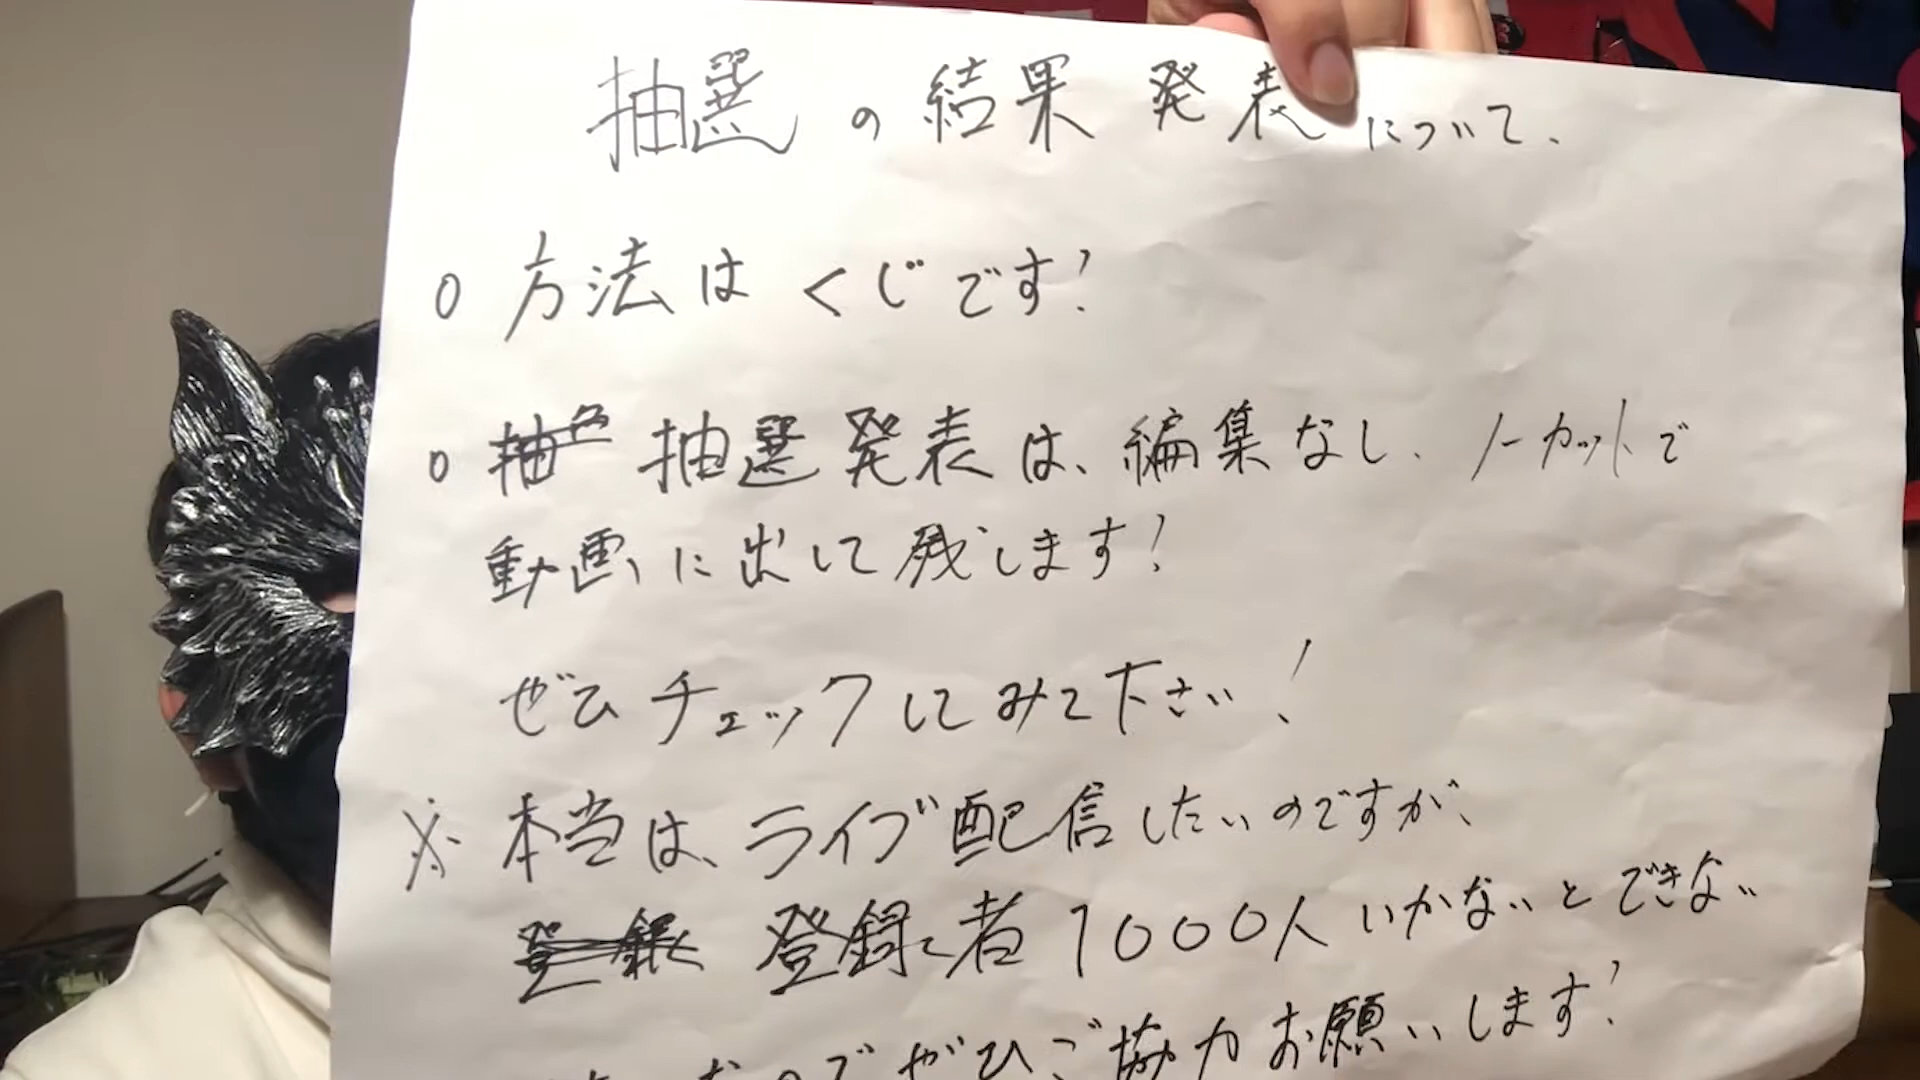 抽選の結果発表について、
○ 方法はくじです!
○ 抽選発表は、編集なし、ノーカットで
動画に出して残します!
ぜひチェックしてみて下さい!
※ 本当は、ライブ配信したいのですが、
登録者1000人いかないとできない
なのでぜひご協力お願いします!